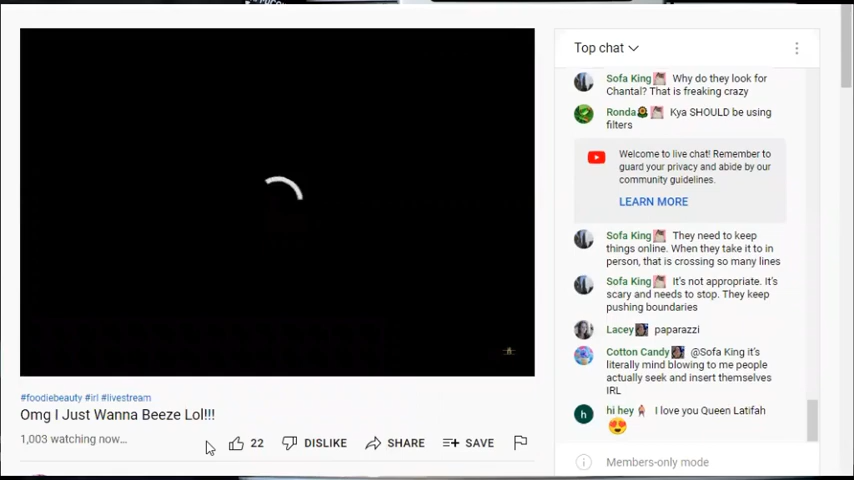 Top chat
Sofa King Why do they look for
Chantal? That is freaking crazy
Ronda Kya SHOULD be using
filters
Welcome to live chat! Remember to
guard your privacy and abide by our
community guidelines.
LEARN MORE
Sofa King They need to keep
things online. When they take it to in
person, that is crossing so many lines
Sofa King It's not appropriate. It's
scary and needs to stop. They keep
pushing boundaries
Lacey paparazzi
Cotton Candy @Sofa King it's
literally mind blowing to me people
actually seek and insert themselves
IRL
h
hi hey I love you Queen Latifah
Members-only mode
#foodiebeauty #irl #livestream
Omg I Just Wanna Beeze Lol!!!
1,003 watching now...
22 DISLIKE SHARE SAVE